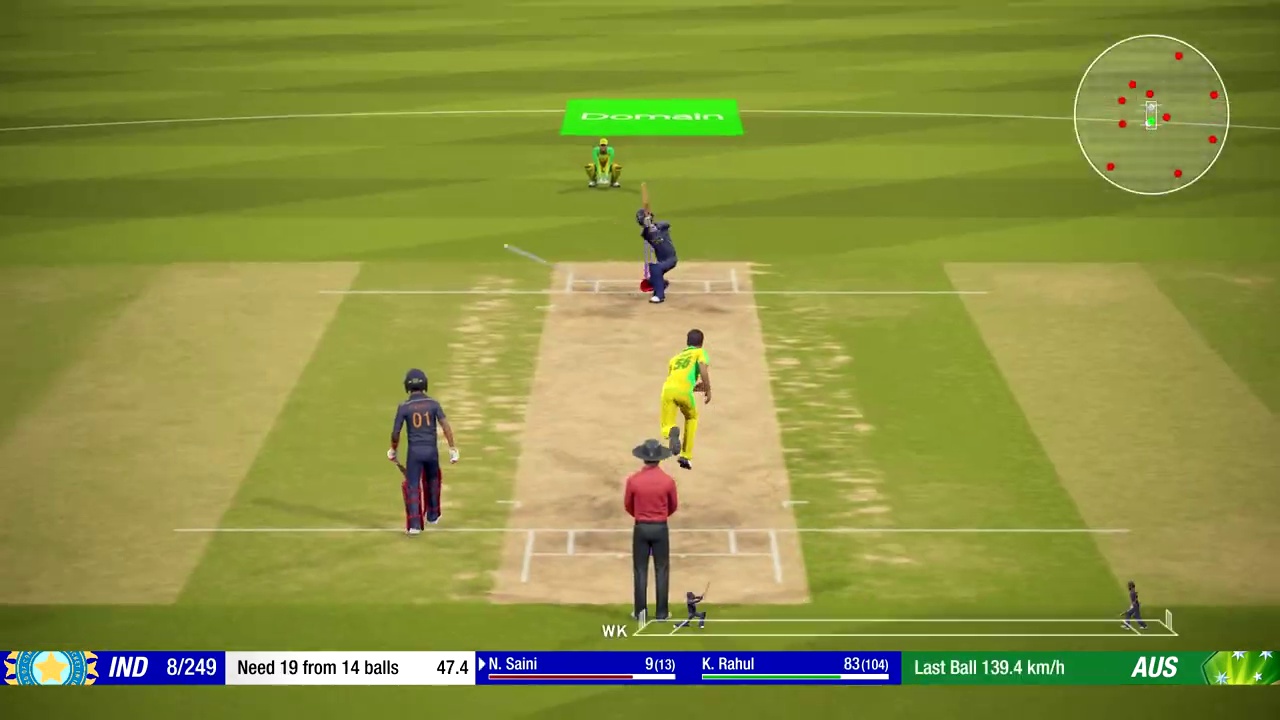 Domain
56
01
WK
IND 8/249 Need 19 from 14 balls 47.4 N. Saini 9(13) K. Rahul 83(104) Last Ball 139.4 km/h AUS